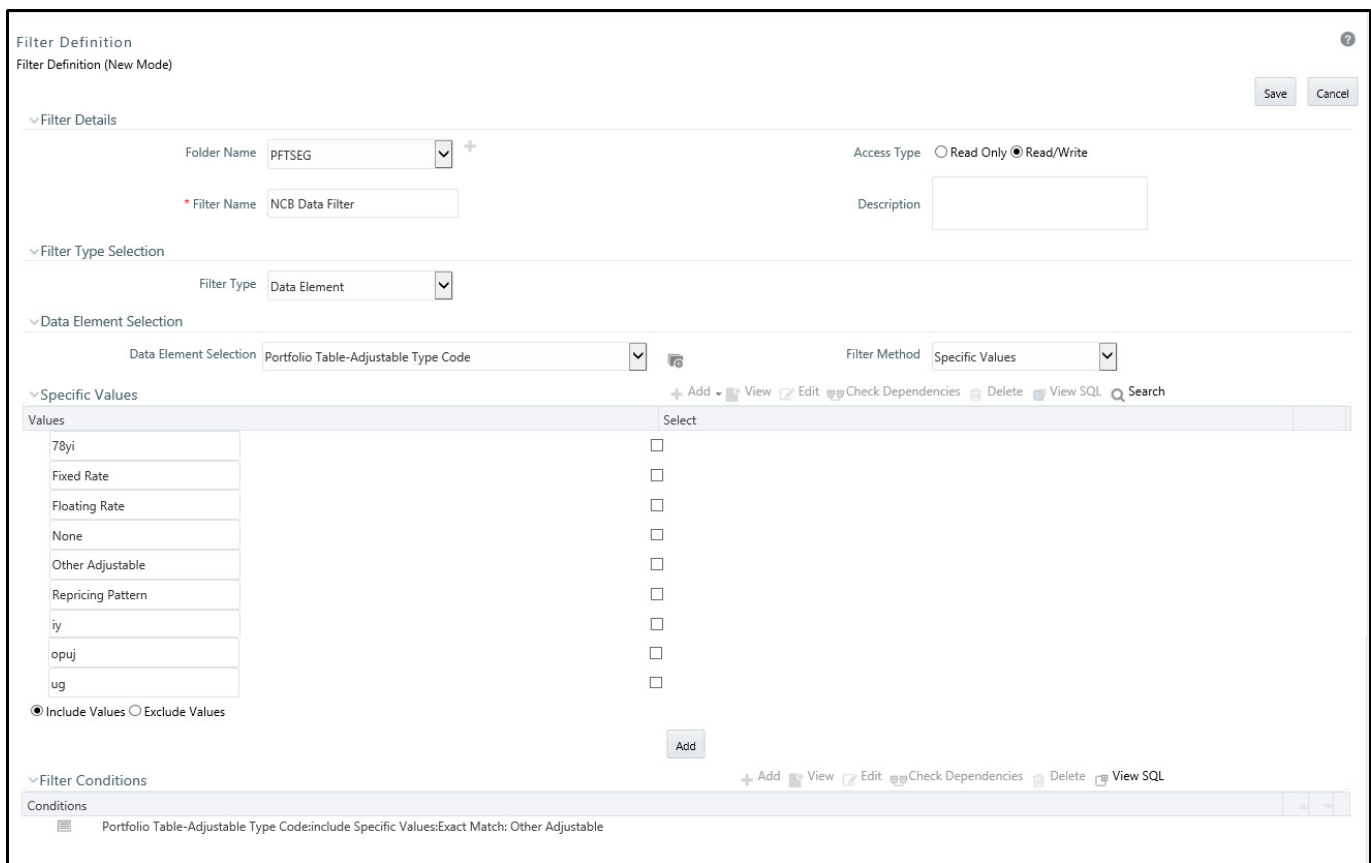 Filter Definition
Filter Definition (New Mode)
Save Cancel
Filter Details
Folder Name PFTSEG Access Type Read Only Read/Write
* Filter Name NCB Data Filter Description
Filter Type Selection
Filter Type Data Element
Data Element Selection
Data Element Selection Portfolio Table-Adjustable Type Code Filter Method Specific Values
Specific Values Add View Edit Check Dependencies Delete View SQL Search
Values Select
78yi
Fixed Rate
Floating Rate
None
Other Adjustable
Repricing Pattern
iy
opuj
ug
Include Values Exclude Values
Add
Filter Conditions Add View Edit Check Dependencies Delete View SQL
Conditions
Portfolio Table-Adjustable Type Code:include Specific Values:Exact Match: Other Adjustable